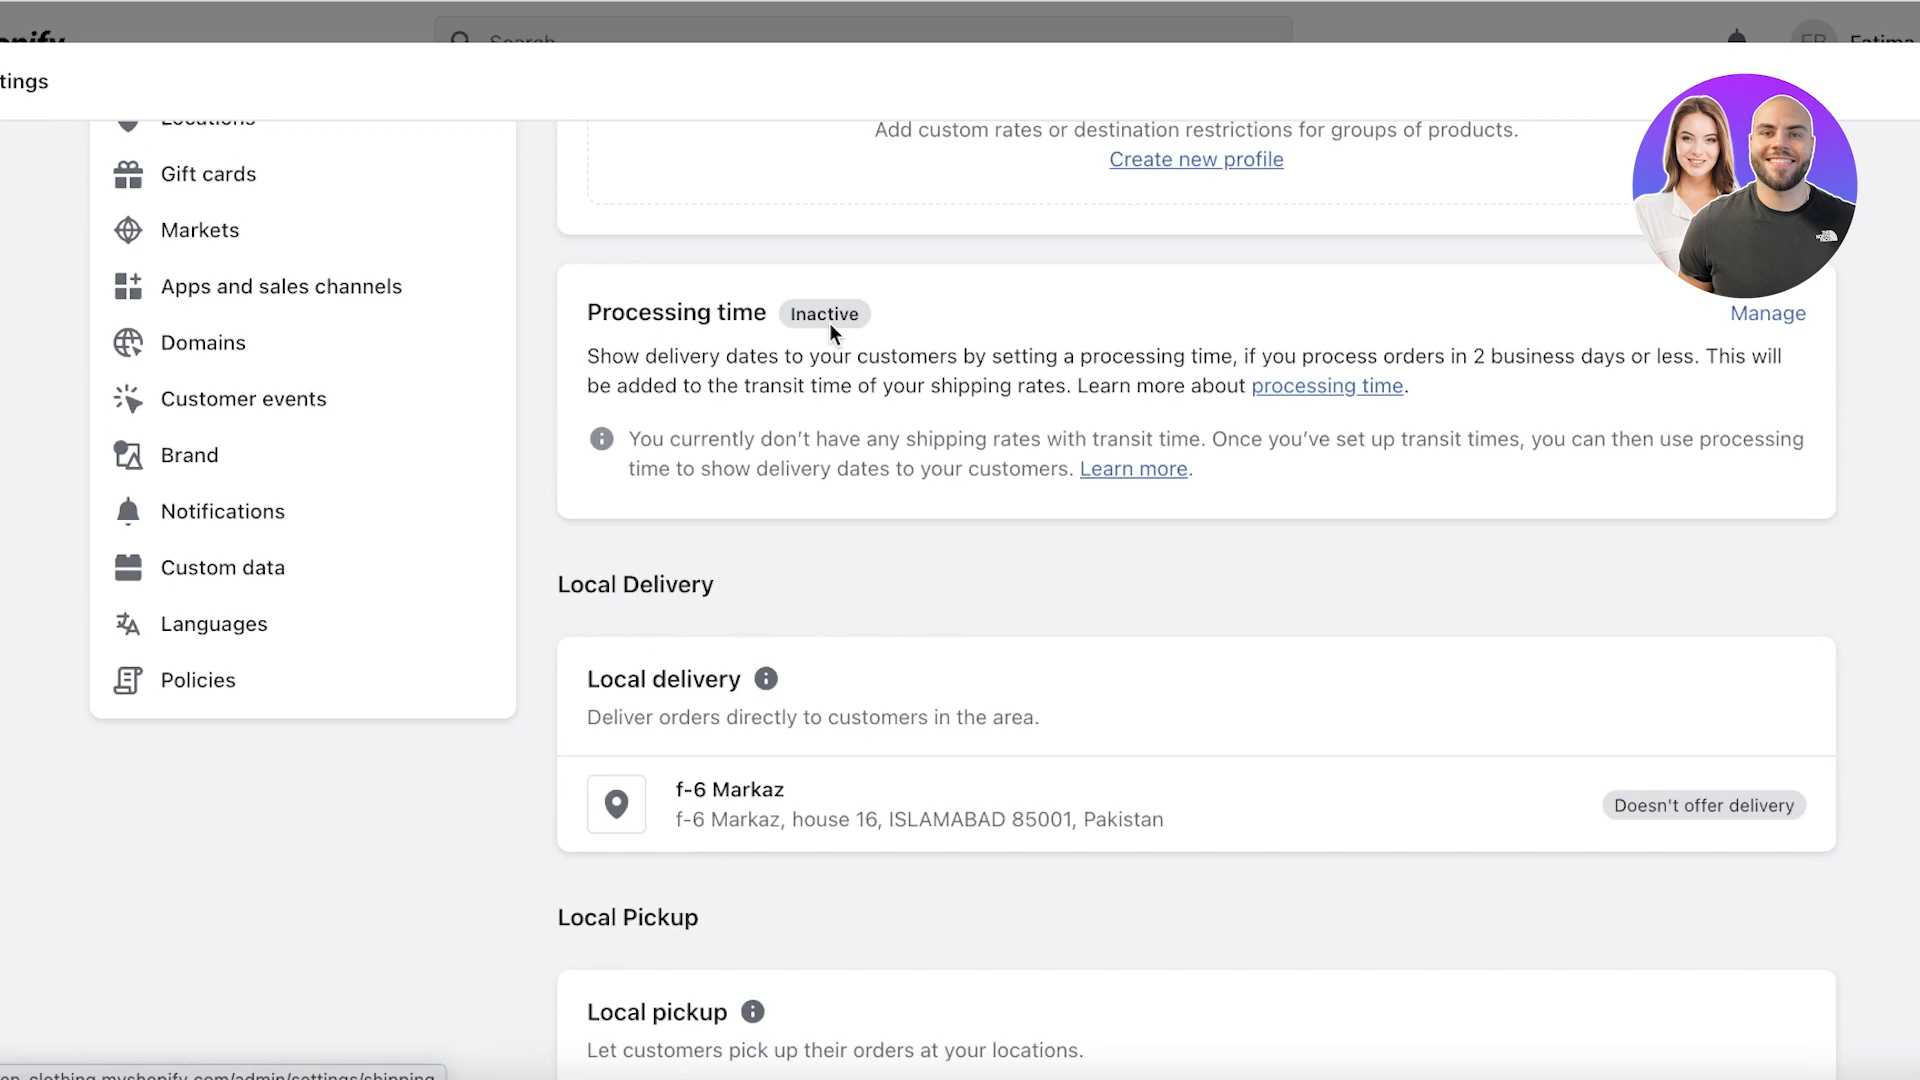 Search
tings
Locations
Gift cards
Markets
Apps and sales channels
Domains
Customer events
Brand
Notifications
Custom data
Languages
Policies
Add custom rates or destination restrictions for groups of products.
Create new profile
Processing time Inactive Manage
Show delivery dates to your customers by setting a processing time, if you process orders in 2 business days or less. This will
be added to the transit time of your shipping rates. Learn more about processing time.
You currently don’t have any shipping rates with transit time. Once you’ve set up transit times, you can then use processing
time to show delivery dates to your customers. Learn more.
Local Delivery
Local delivery
Deliver orders directly to customers in the area.
f-6 Markaz
f-6 Markaz, house 16, ISLAMABAD 85001, Pakistan
Doesn't offer delivery
Local Pickup
Local pickup
Let customers pick up their orders at your locations.